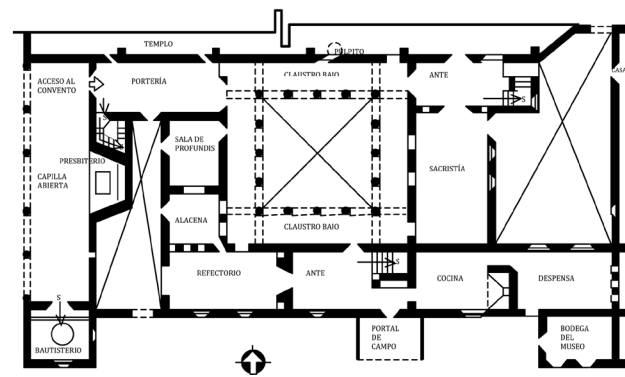 TEMPLO
PÚLPITO
ACCESO AL
CONVENTO
PORTERÍA
CLAUSTRO BAJO
ANTE
CASA
S
S
SALA DE
PROFUNDIS
PRESBITERIO
CAPILLA
ABIERTA
SACRISTÍA
ALACENA
CLAUSTRO BAJO
REFECTORIO
ANTE
S
COCINA
DESPENSA
S
BAUTISTERIO
PORTAL
DE
CAMPO
BODEGA
DEL
MUSEO